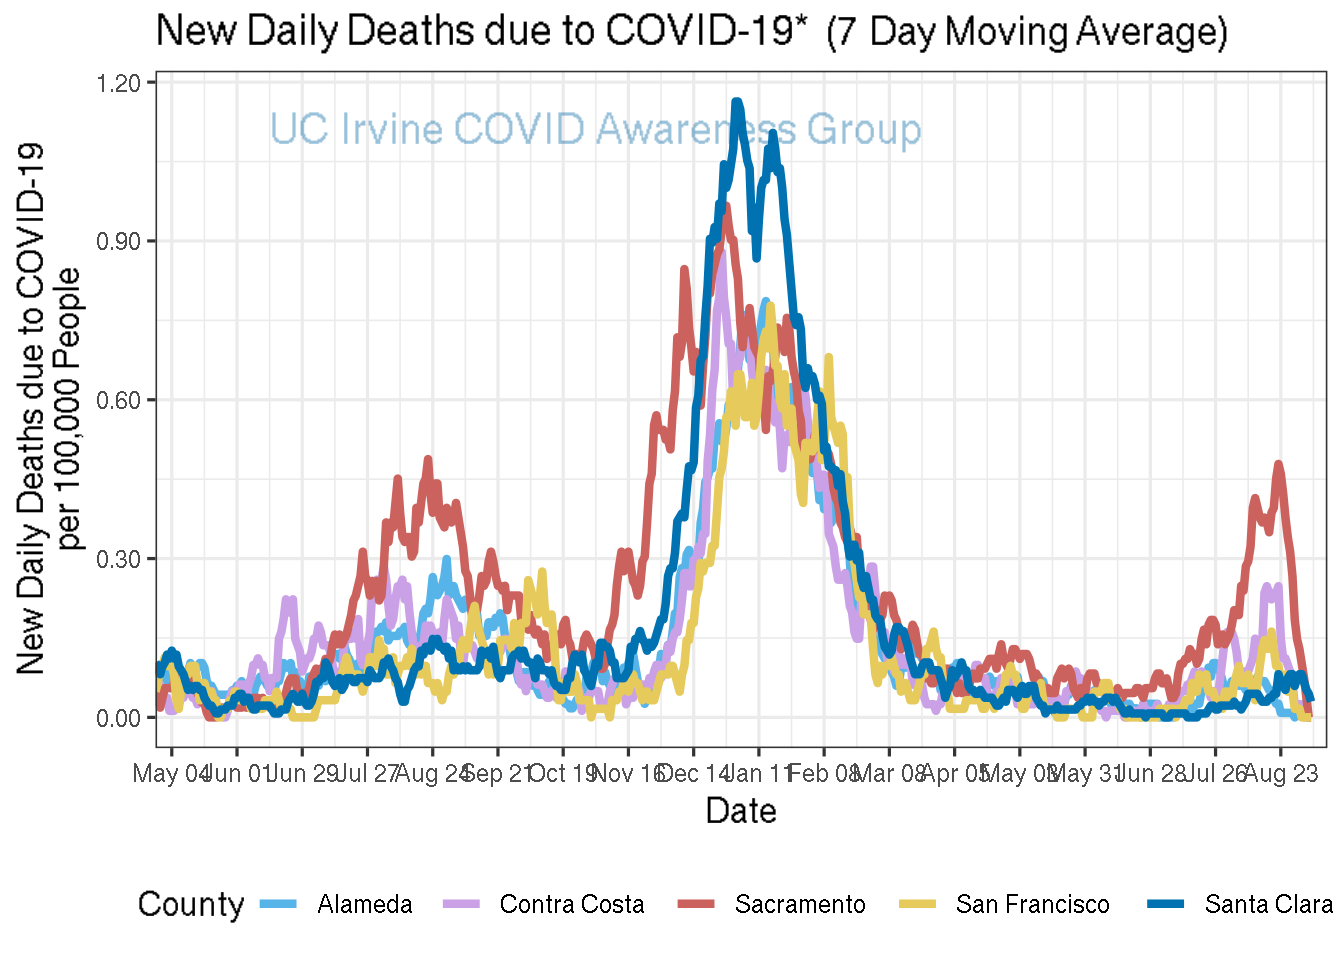 New Daily Deaths due to COVID-19* (7 Day Moving Average)
UC Irvine COVID Awareness Group
New Daily Deaths due to COVID-19
per 100,000 People
1.20
0.90
0.60
0.30
0.00
May 04 Jun 01 Jun 29 Jul 27 Aug 24 Sep 21 Oct 19 Nov 16 Dec 14 Jan 11 Feb 08 Mar 08 Apr 05 May 03 May 31 Jun 28 Jul 26 Aug 23
Date
County Alameda Contra Costa Sacramento San Francisco Santa Clara